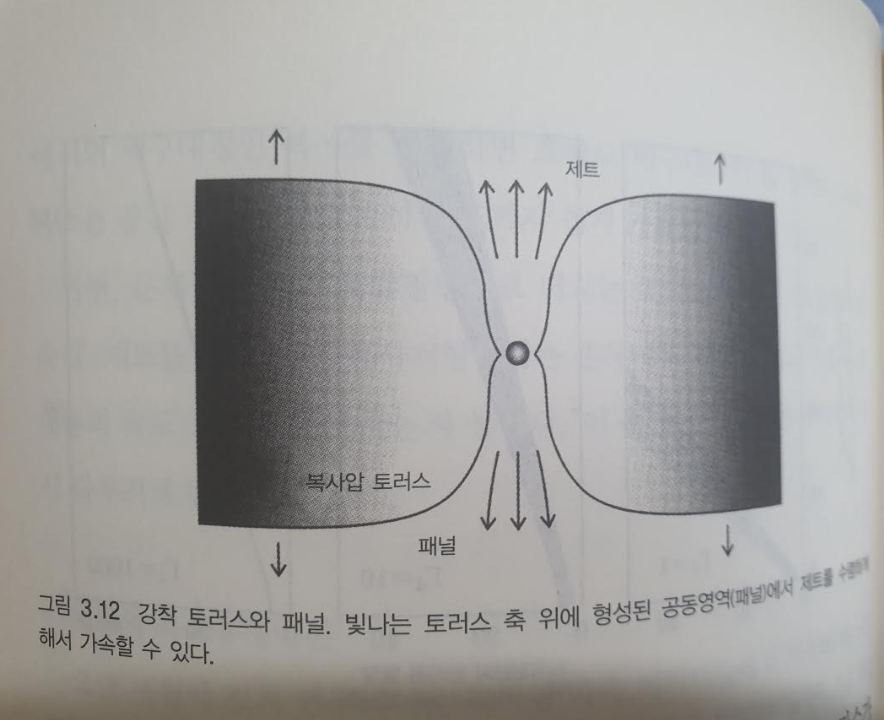 제트
복사압 토러스
패널
그림 3.12 강착 토러스와 패널. 빛나는 토러스 축 위에 형성된 공동영역(패널)에서 제트를 수렴하게
해서 가속할 수 있다.